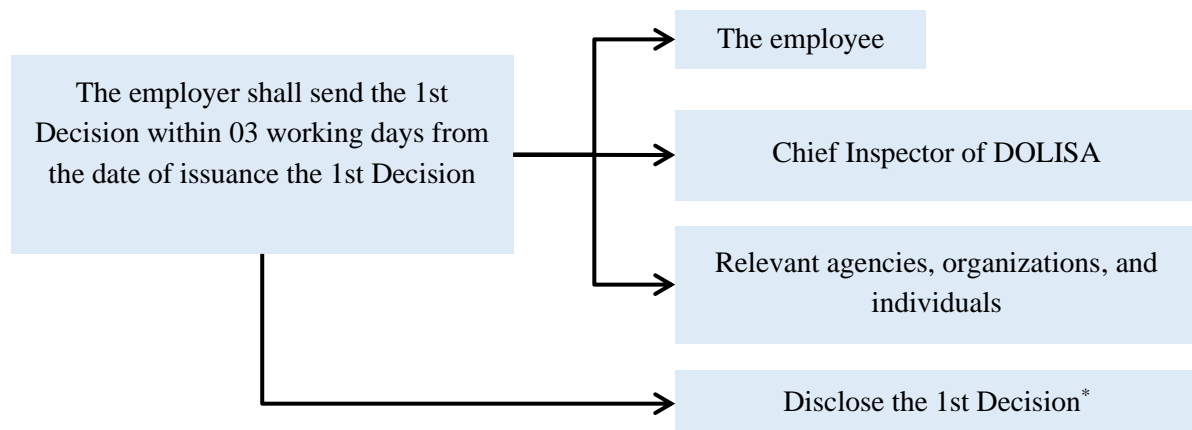 The employer shall send the 1st
Decision within 03 working days from
the date of issuance the 1st Decision
The employee
Chief Inspector of DOLISA
Relevant agencies, organizations, and
individuals
Disclose the 1st Decision*